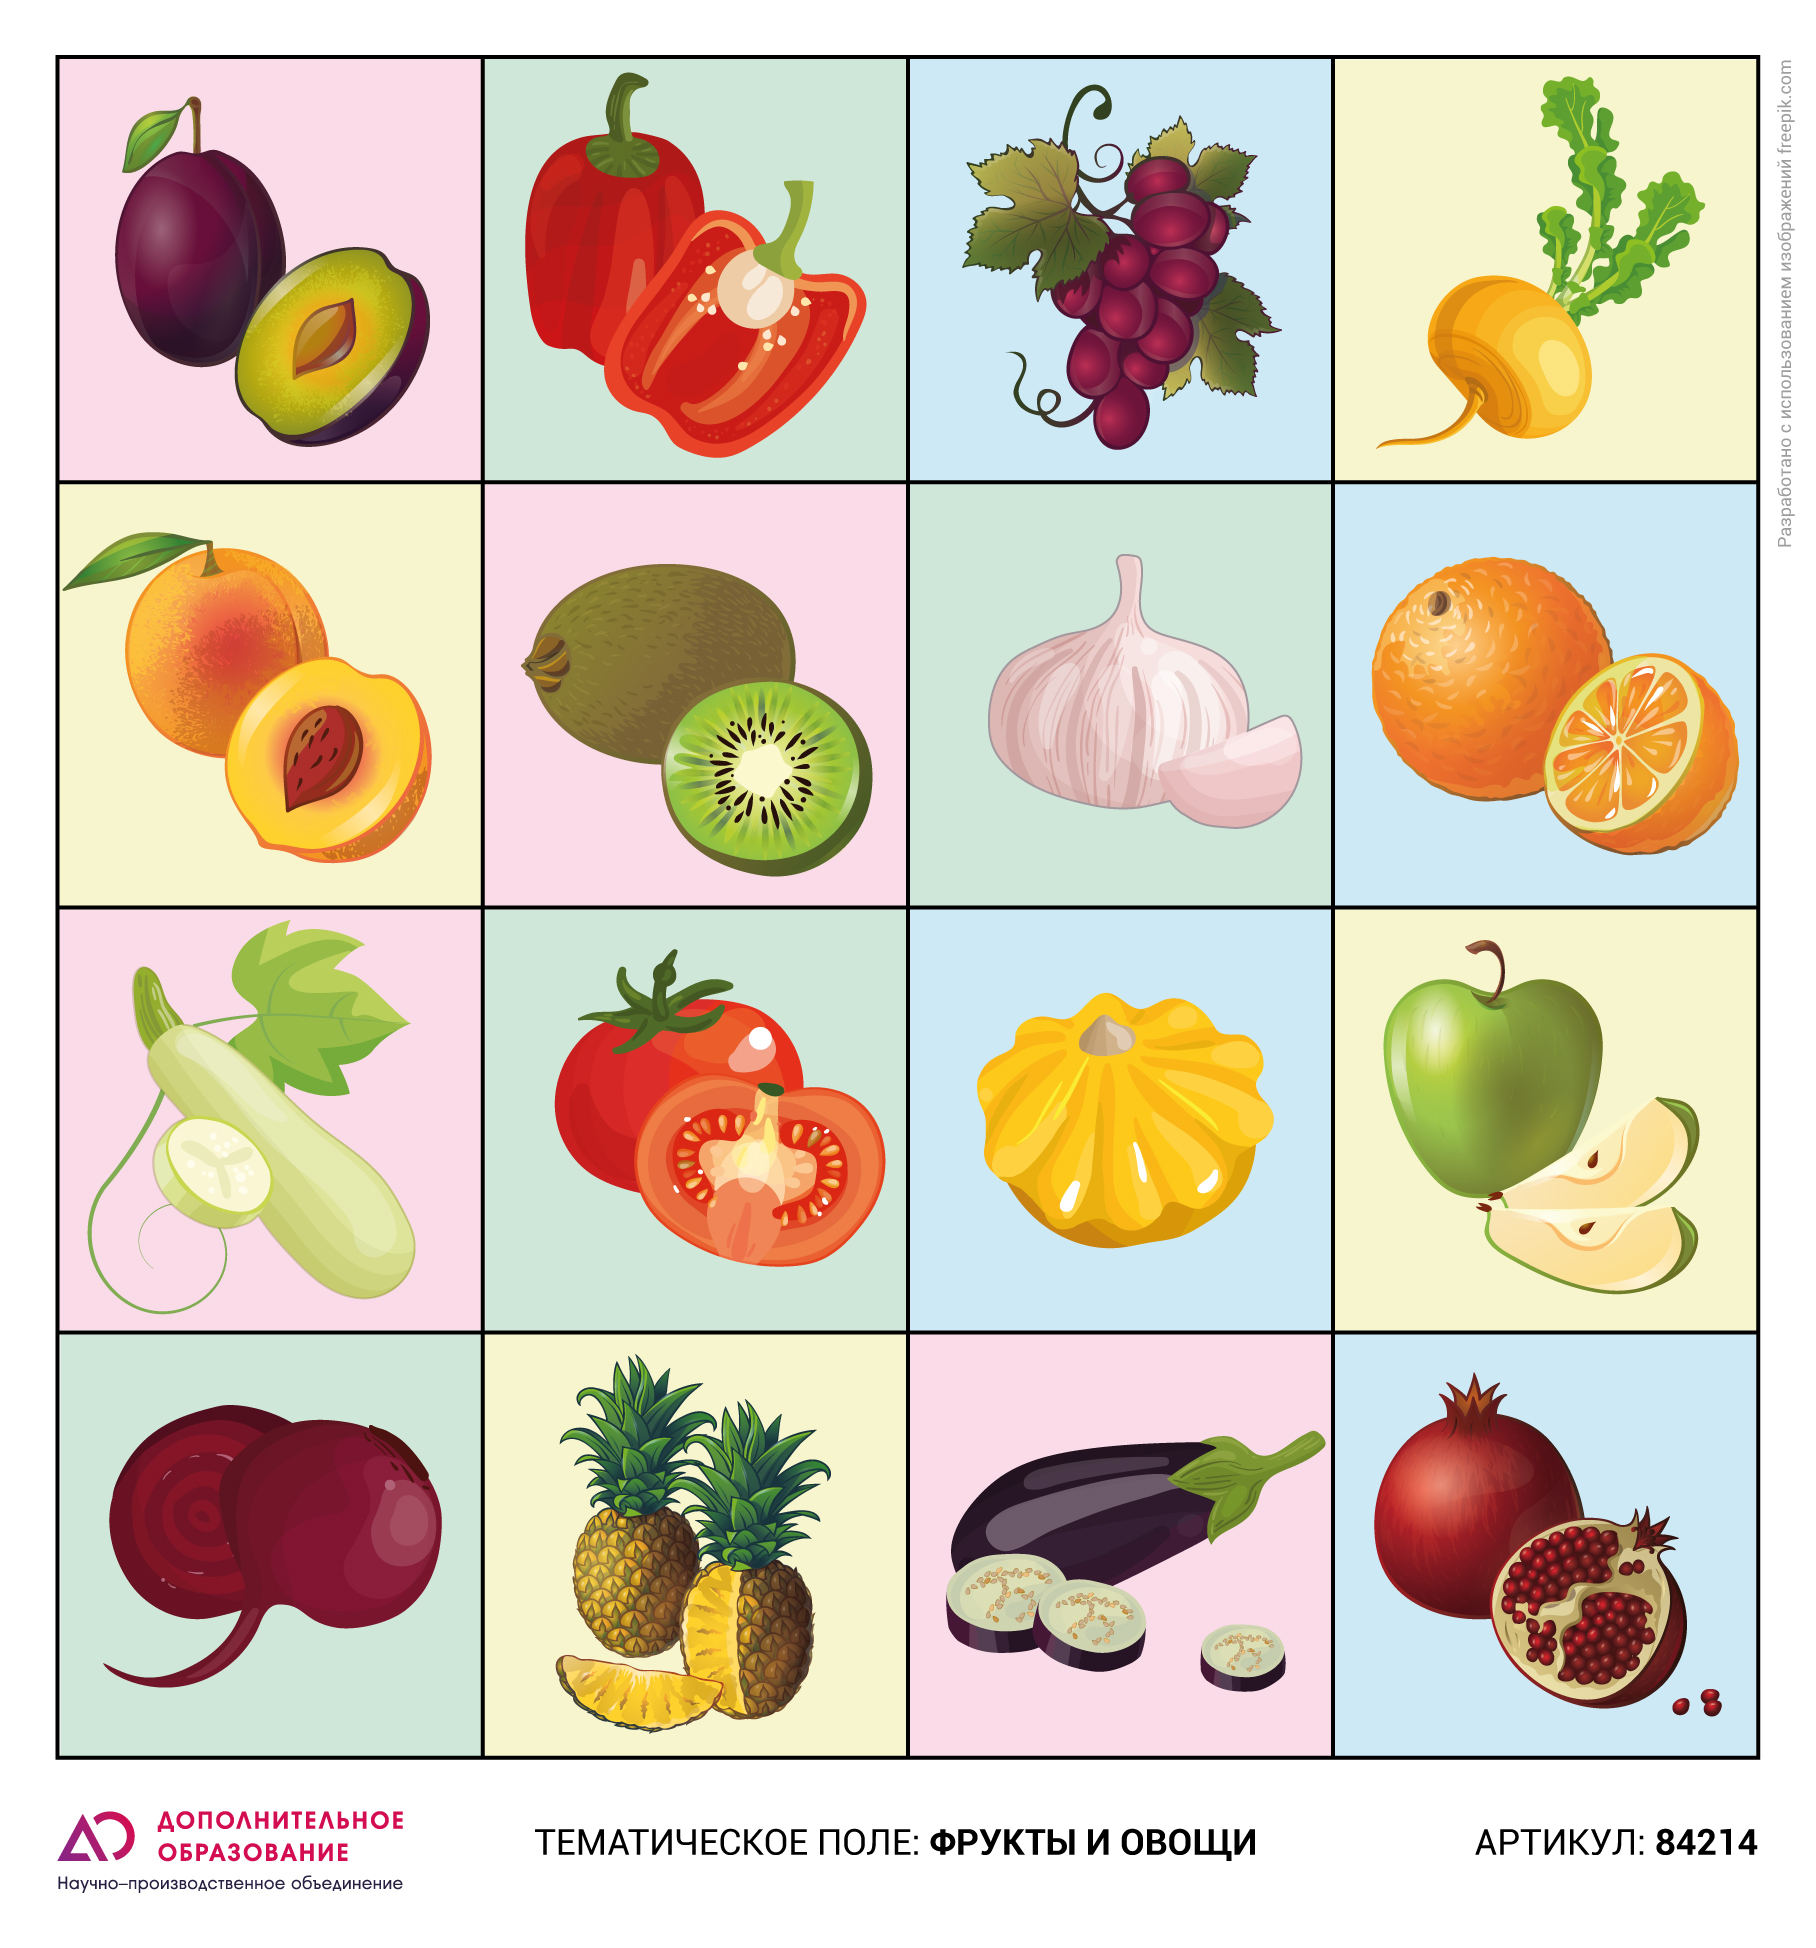 Разработано с использованием изображений freepik.com
ДОПОЛНИТЕЛЬНОЕ
ОБРАЗОВАНИЕ
Научно–производственное объединение
ТЕМАТИЧЕСКОЕ ПОЛЕ: ФРУКТЫ И ОВОЩИ
АРТИКУЛ: 84214